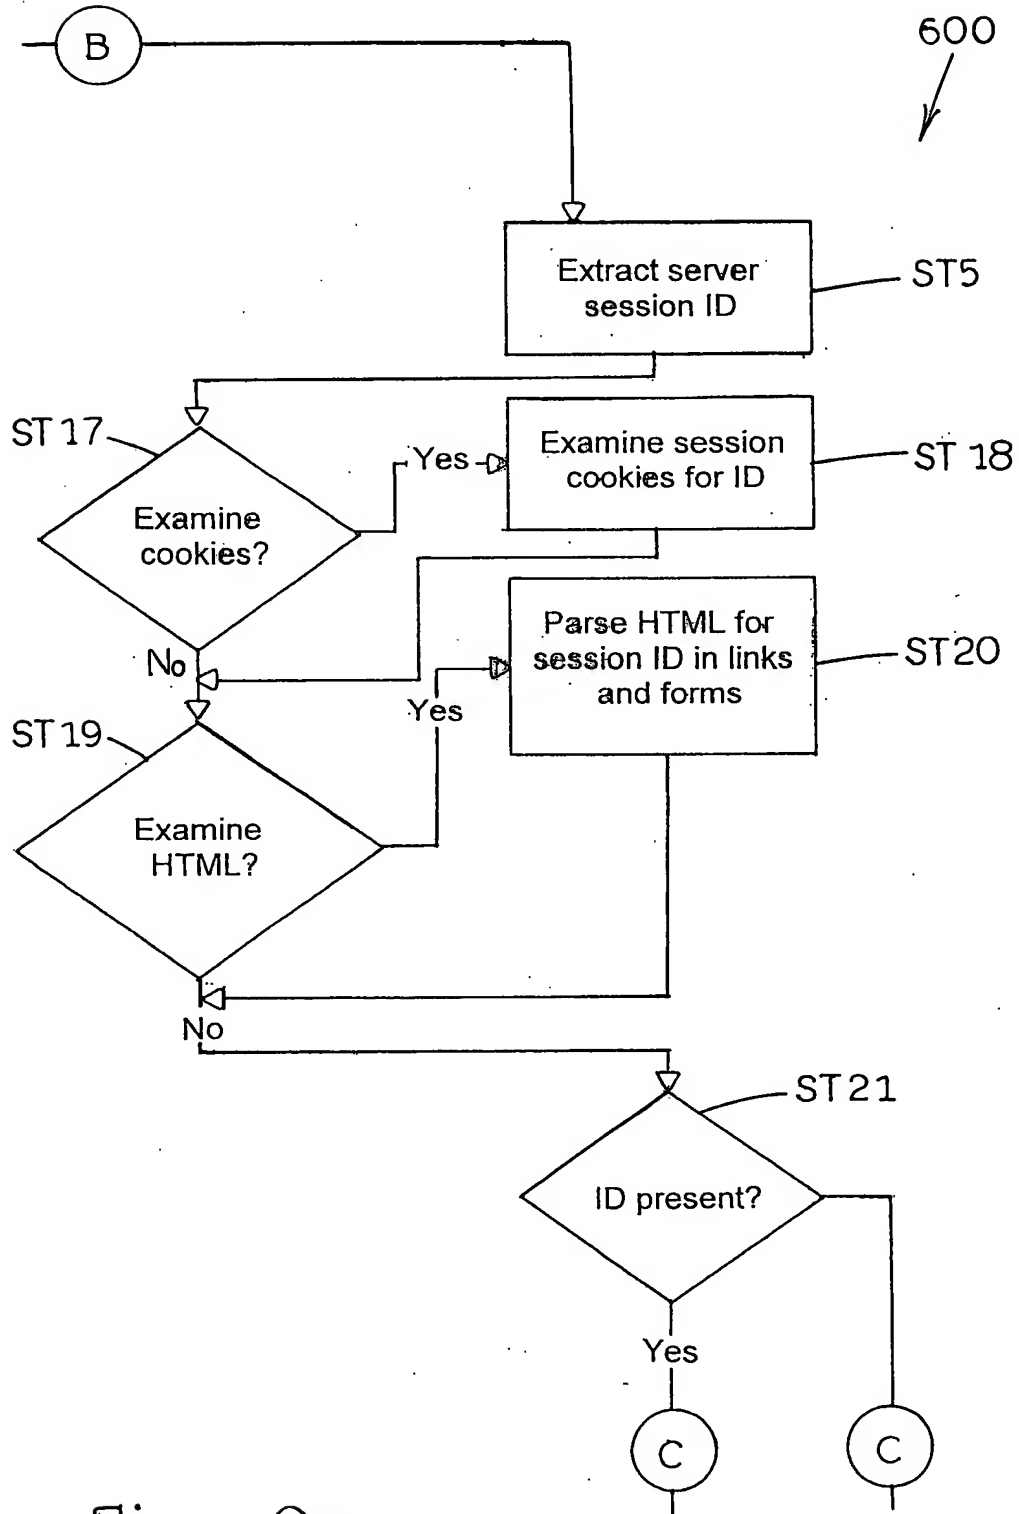 B
600
Extract server
session ID
ST5
ST 17
Yes
Examine session
cookies for ID
ST 18
Examine
cookies?
No
Parse HTML for
session ID in links
and forms
ST20
Yes
ST 19
Examine
HTML?
No
ST21
ID present?
Yes
C
C